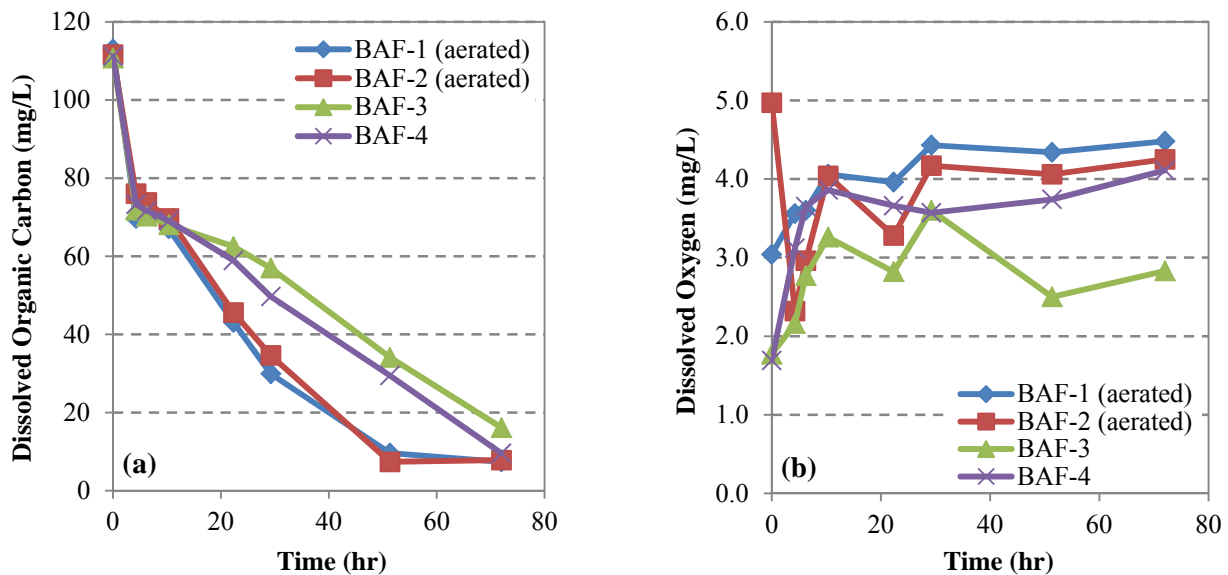 120
100
80
60
40
20
0
Dissolved Organic Carbon (mg/L)
BAF-1 (aerated)
BAF-2 (aerated)
BAF-3
BAF-4
(a)
0 20 40 60 80
Time (hr)
6.0
5.0
4.0
3.0
2.0
1.0
0.0
Dissolved Oxygen (mg/L)
BAF-1 (aerated)
BAF-2 (aerated)
BAF-3
BAF-4
(b)
0 20 40 60 80
Time (hr)